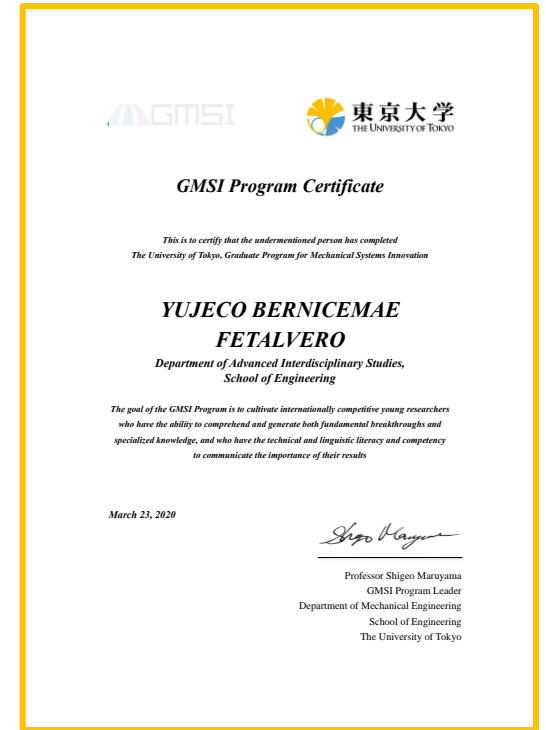 GMSI
東京大学
THE UNIVERSITY OF TOKYO
GMSI Program Certificate
This is to certify that the undermentioned person has completed
The University of Tokyo, Graduate Program for Mechanical Systems Innovation
YUJECO BERNICEMAE
FETALVERO
Department of Advanced Interdisciplinary Studies,
School of Engineering
The goal of the GMSI Program is to cultivate internationally competitive young researchers
who have the ability to comprehend and generate both fundamental breakthroughs and
specialized knowledge, and who have the technical and linguistic literacy and competency
to communicate the importance of their results
March 23, 2020
Shigeo Maruyama
Professor Shigeo Maruyama
GMSI Program Leader
Department of Mechanical Engineering
School of Engineering
The University of Tokyo